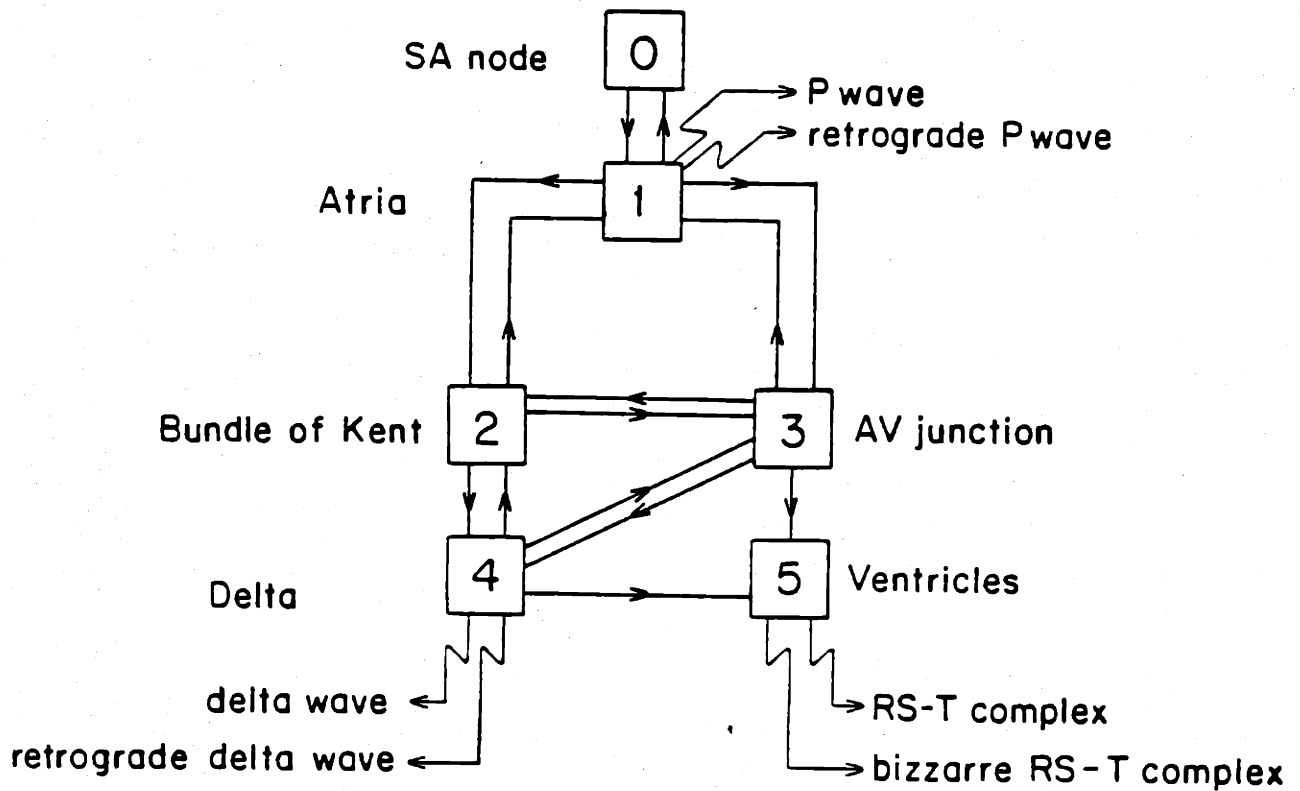 SA node
0
P wave
retrograde P wave
Atria
1
Bundle of Kent
2
3
AV junction
Delta
4
5
Ventricles
delta wave
RS-T complex
retrograde delta wave
bizzarre RS-T complex